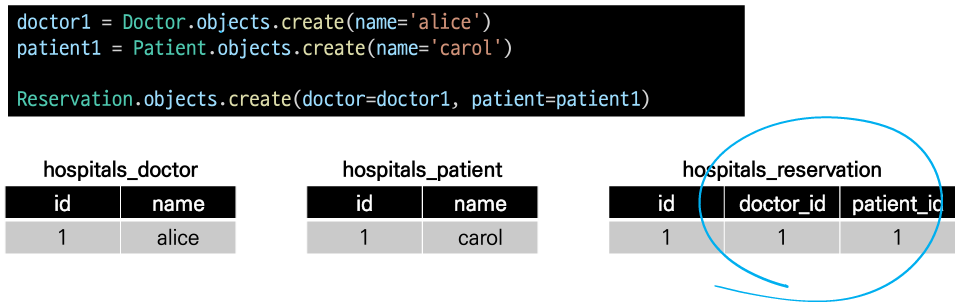 doctor1 = Doctor.objects.create(name='alice')
patient1 = Patient.objects.create(name='carol')
Reservation.objects.create(doctor=doctor1, patient=patient1)
hospitals_doctor
id name
1 alice
hospitals_patient
id name
1 carol
hospitals_reservation
id doctor_id patient_id
1 1 1